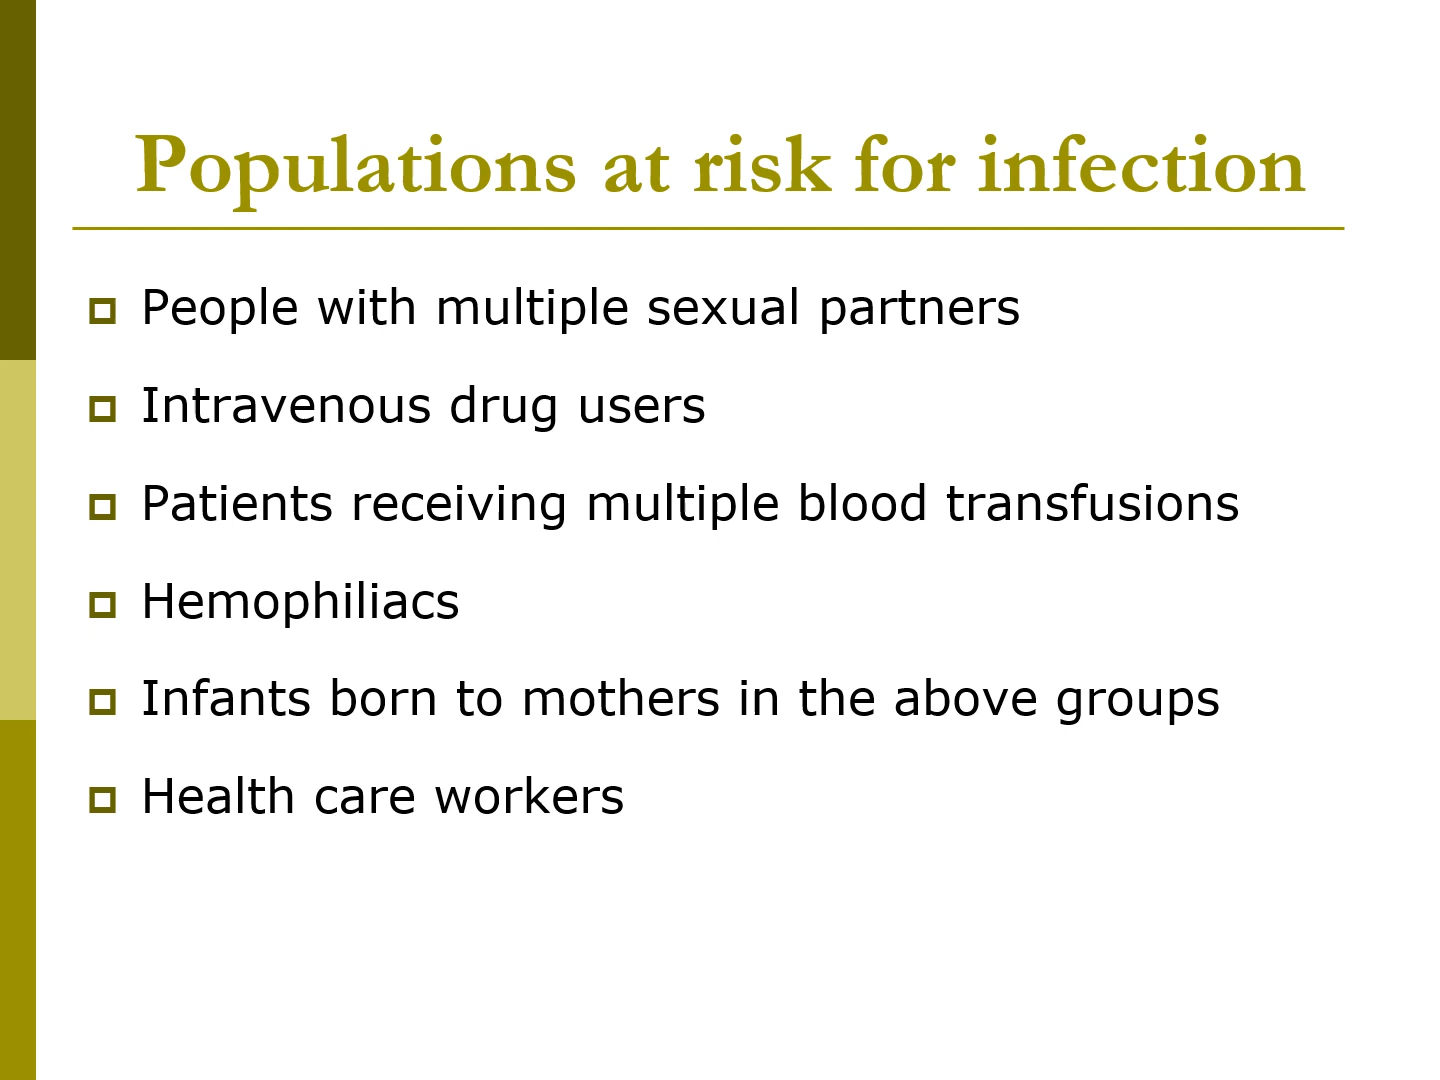 Populations at risk for infection
People with multiple sexual partners
Intravenous drug users
Patients receiving multiple blood transfusions
Hemophiliacs
Infants born to mothers in the above groups
Health care workers